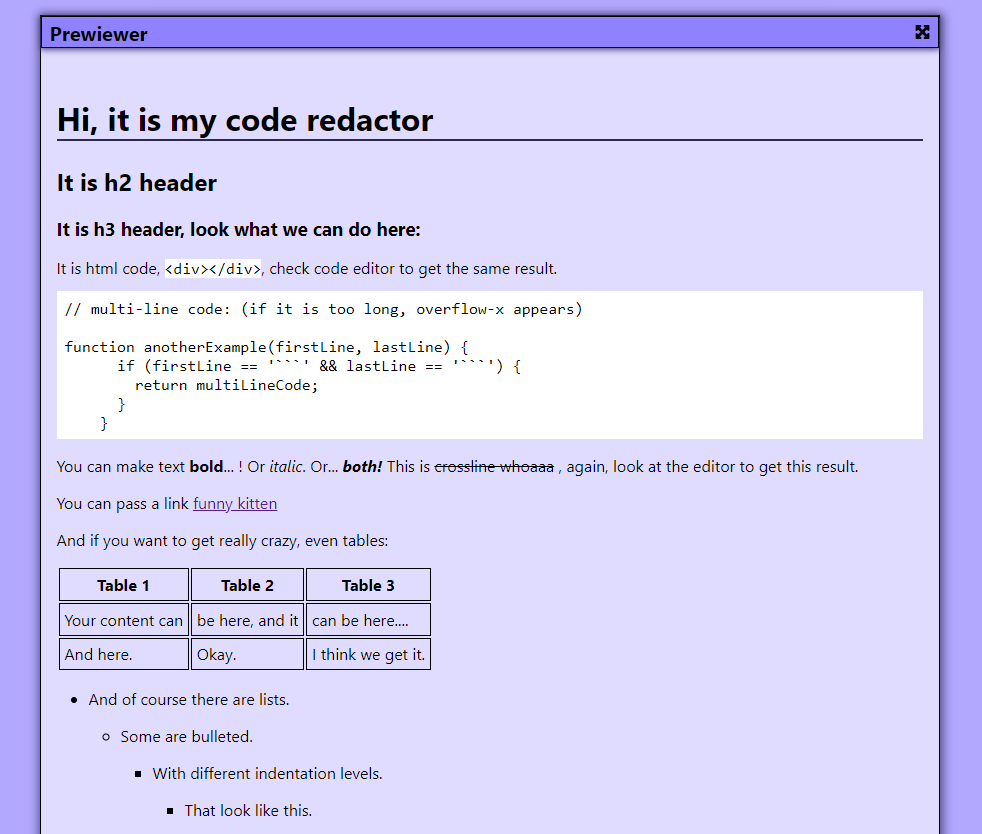 Prewiewer
Hi, it is my code redactor
It is h2 header
It is h3 header, look what we can do here:
It is html code, <div></div>, check code editor to get the same result.
// multi-line code: (if it is too long, overflow-x appears)
function anotherExample(firstLine, lastLine) {
if (firstLine == '```' && lastLine == '```') {
return multiLineCode;
}
}
You can make text bold... ! Or italic. Or... both! This is crossline whoaaa , again, look at the editor to get this result.
You can pass a link funny kitten
And if you want to get really crazy, even tables:
Table 1 Table 2 Table 3
Your content can be here, and it can be here....
And here. Okay. I think we get it.
And of course there are lists.
Some are bulleted.
With different indentation levels.
That look like this.